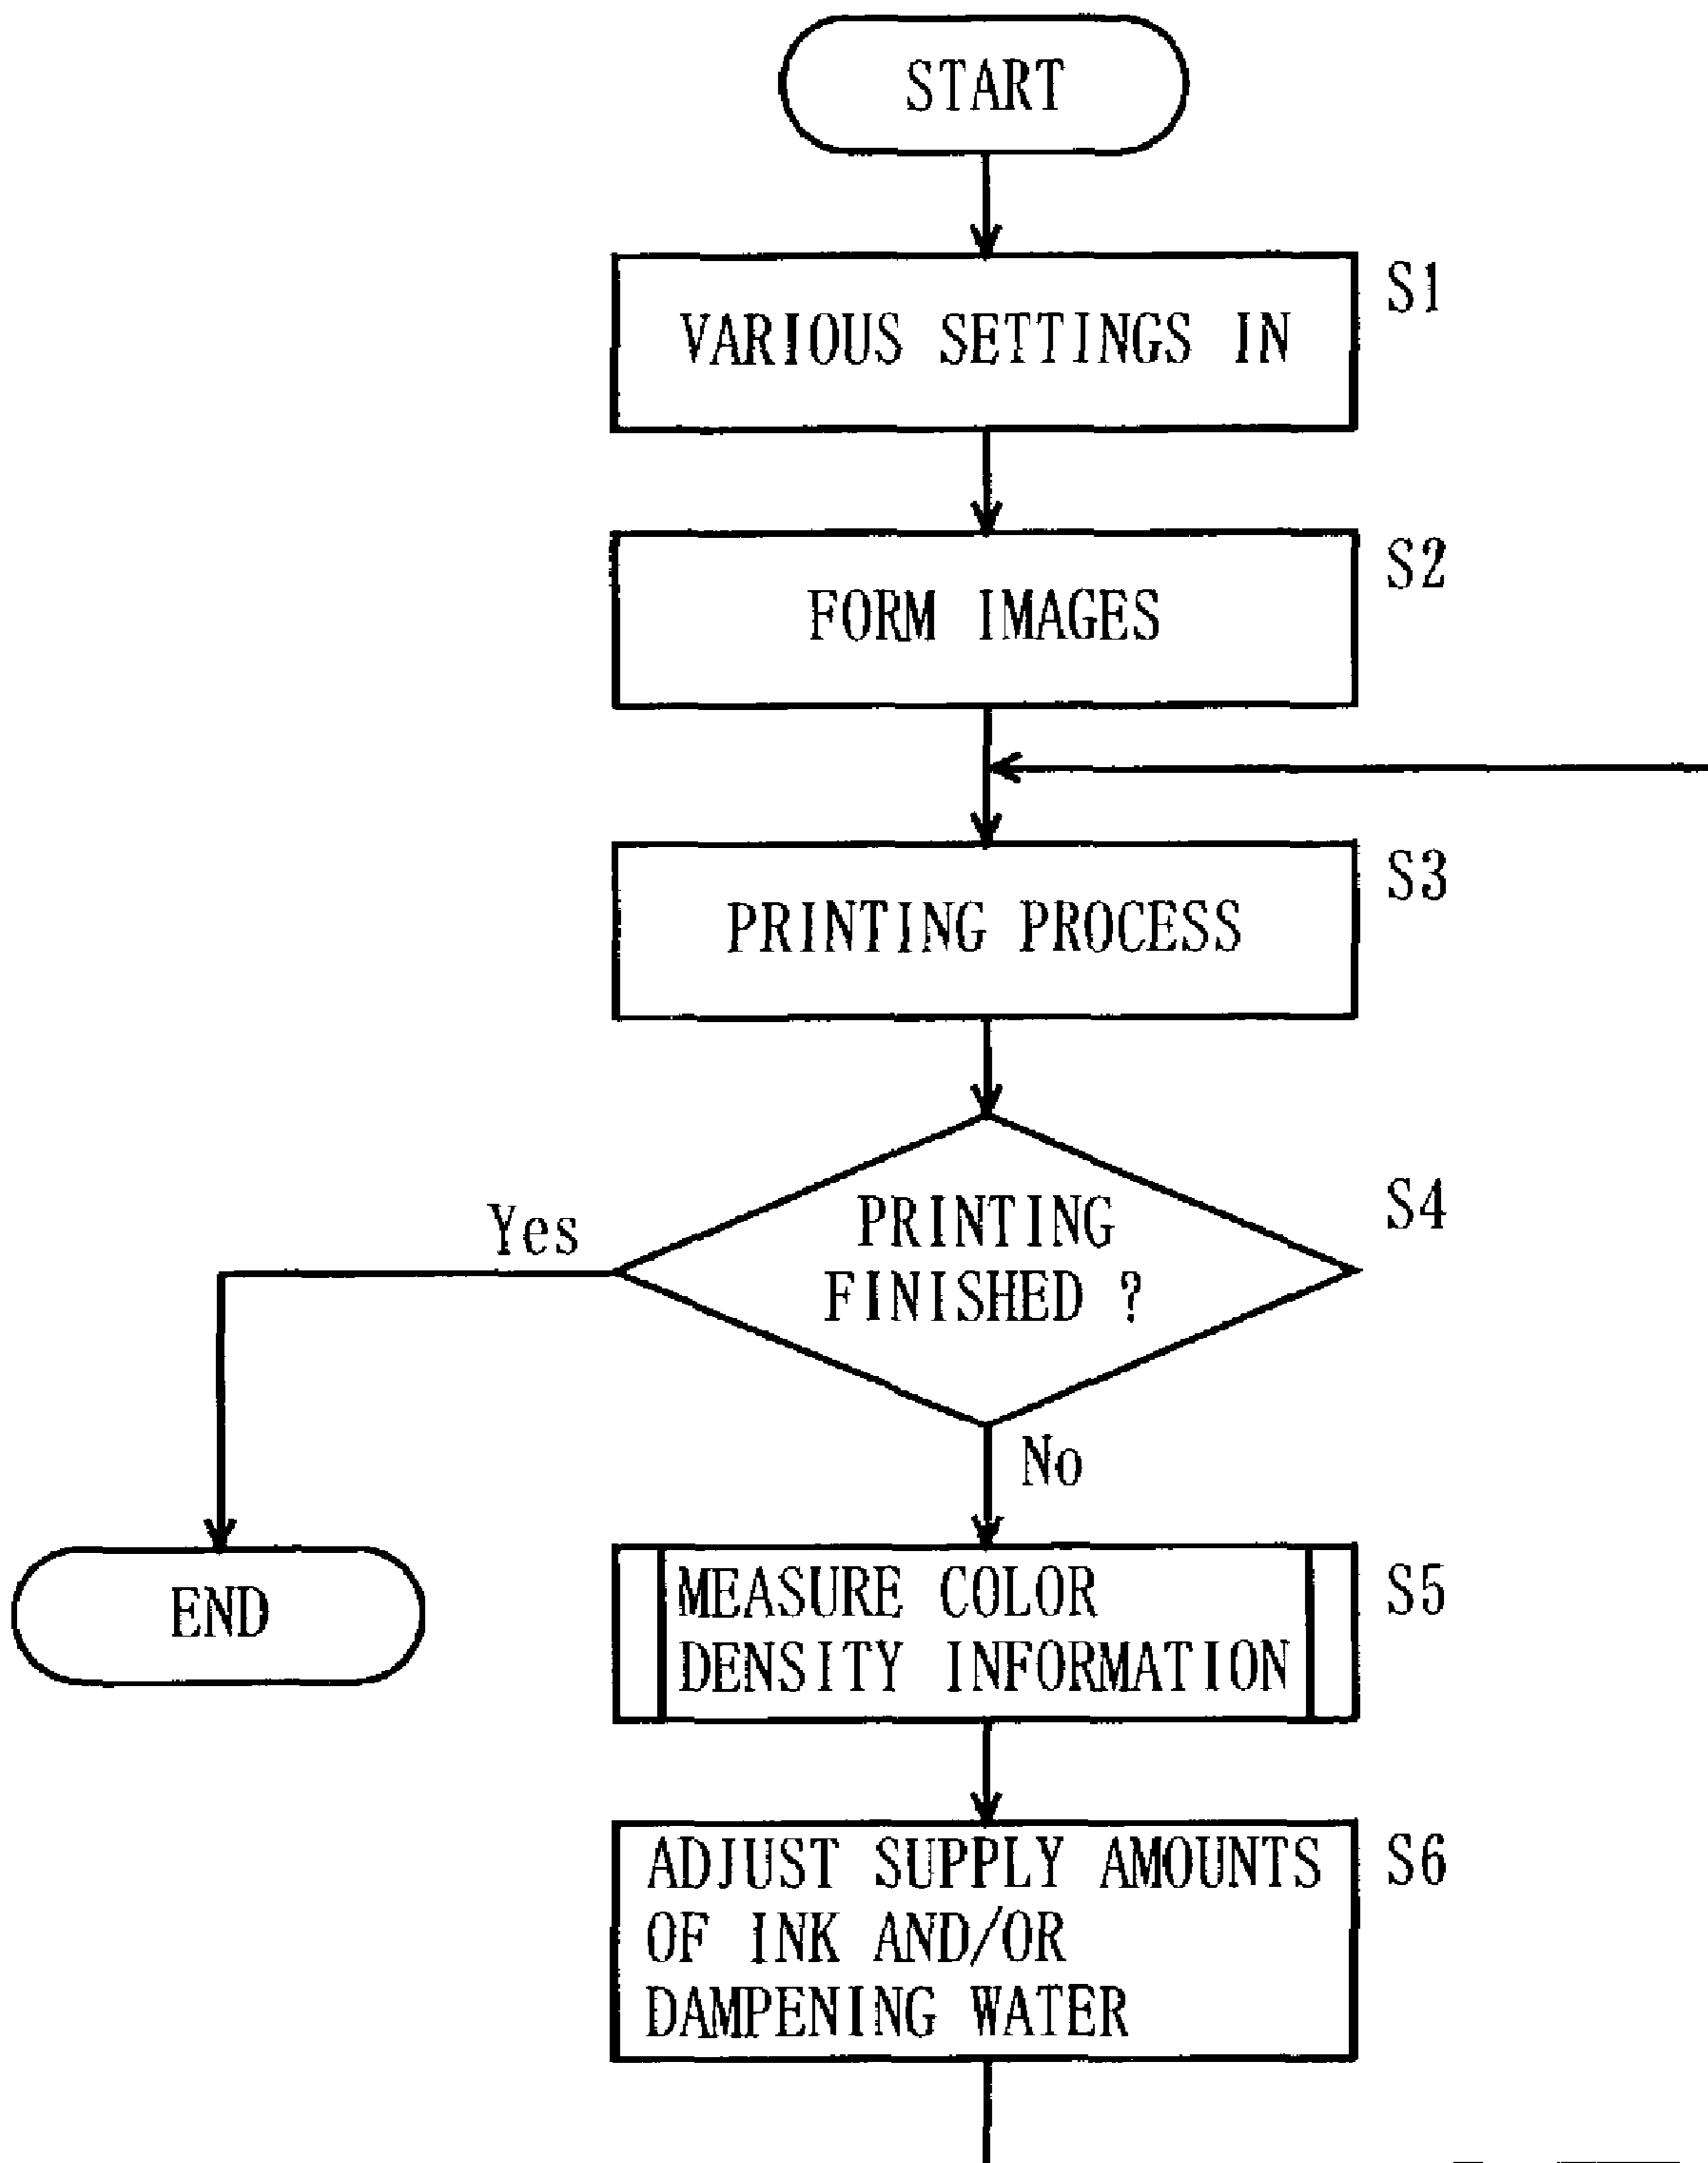 START
VARIOUS SETTINGS IN
S1
FORM IMAGES
S2
PRINTING PROCESS
S3
PRINTING
FINISHED ?
S4
Yes
No
END
MEASURE COLOR
DENSITY INFORMATION
S5
ADJUST SUPPLY AMOUNTS
OF INK AND/OR
DAMPENING WATER
S6